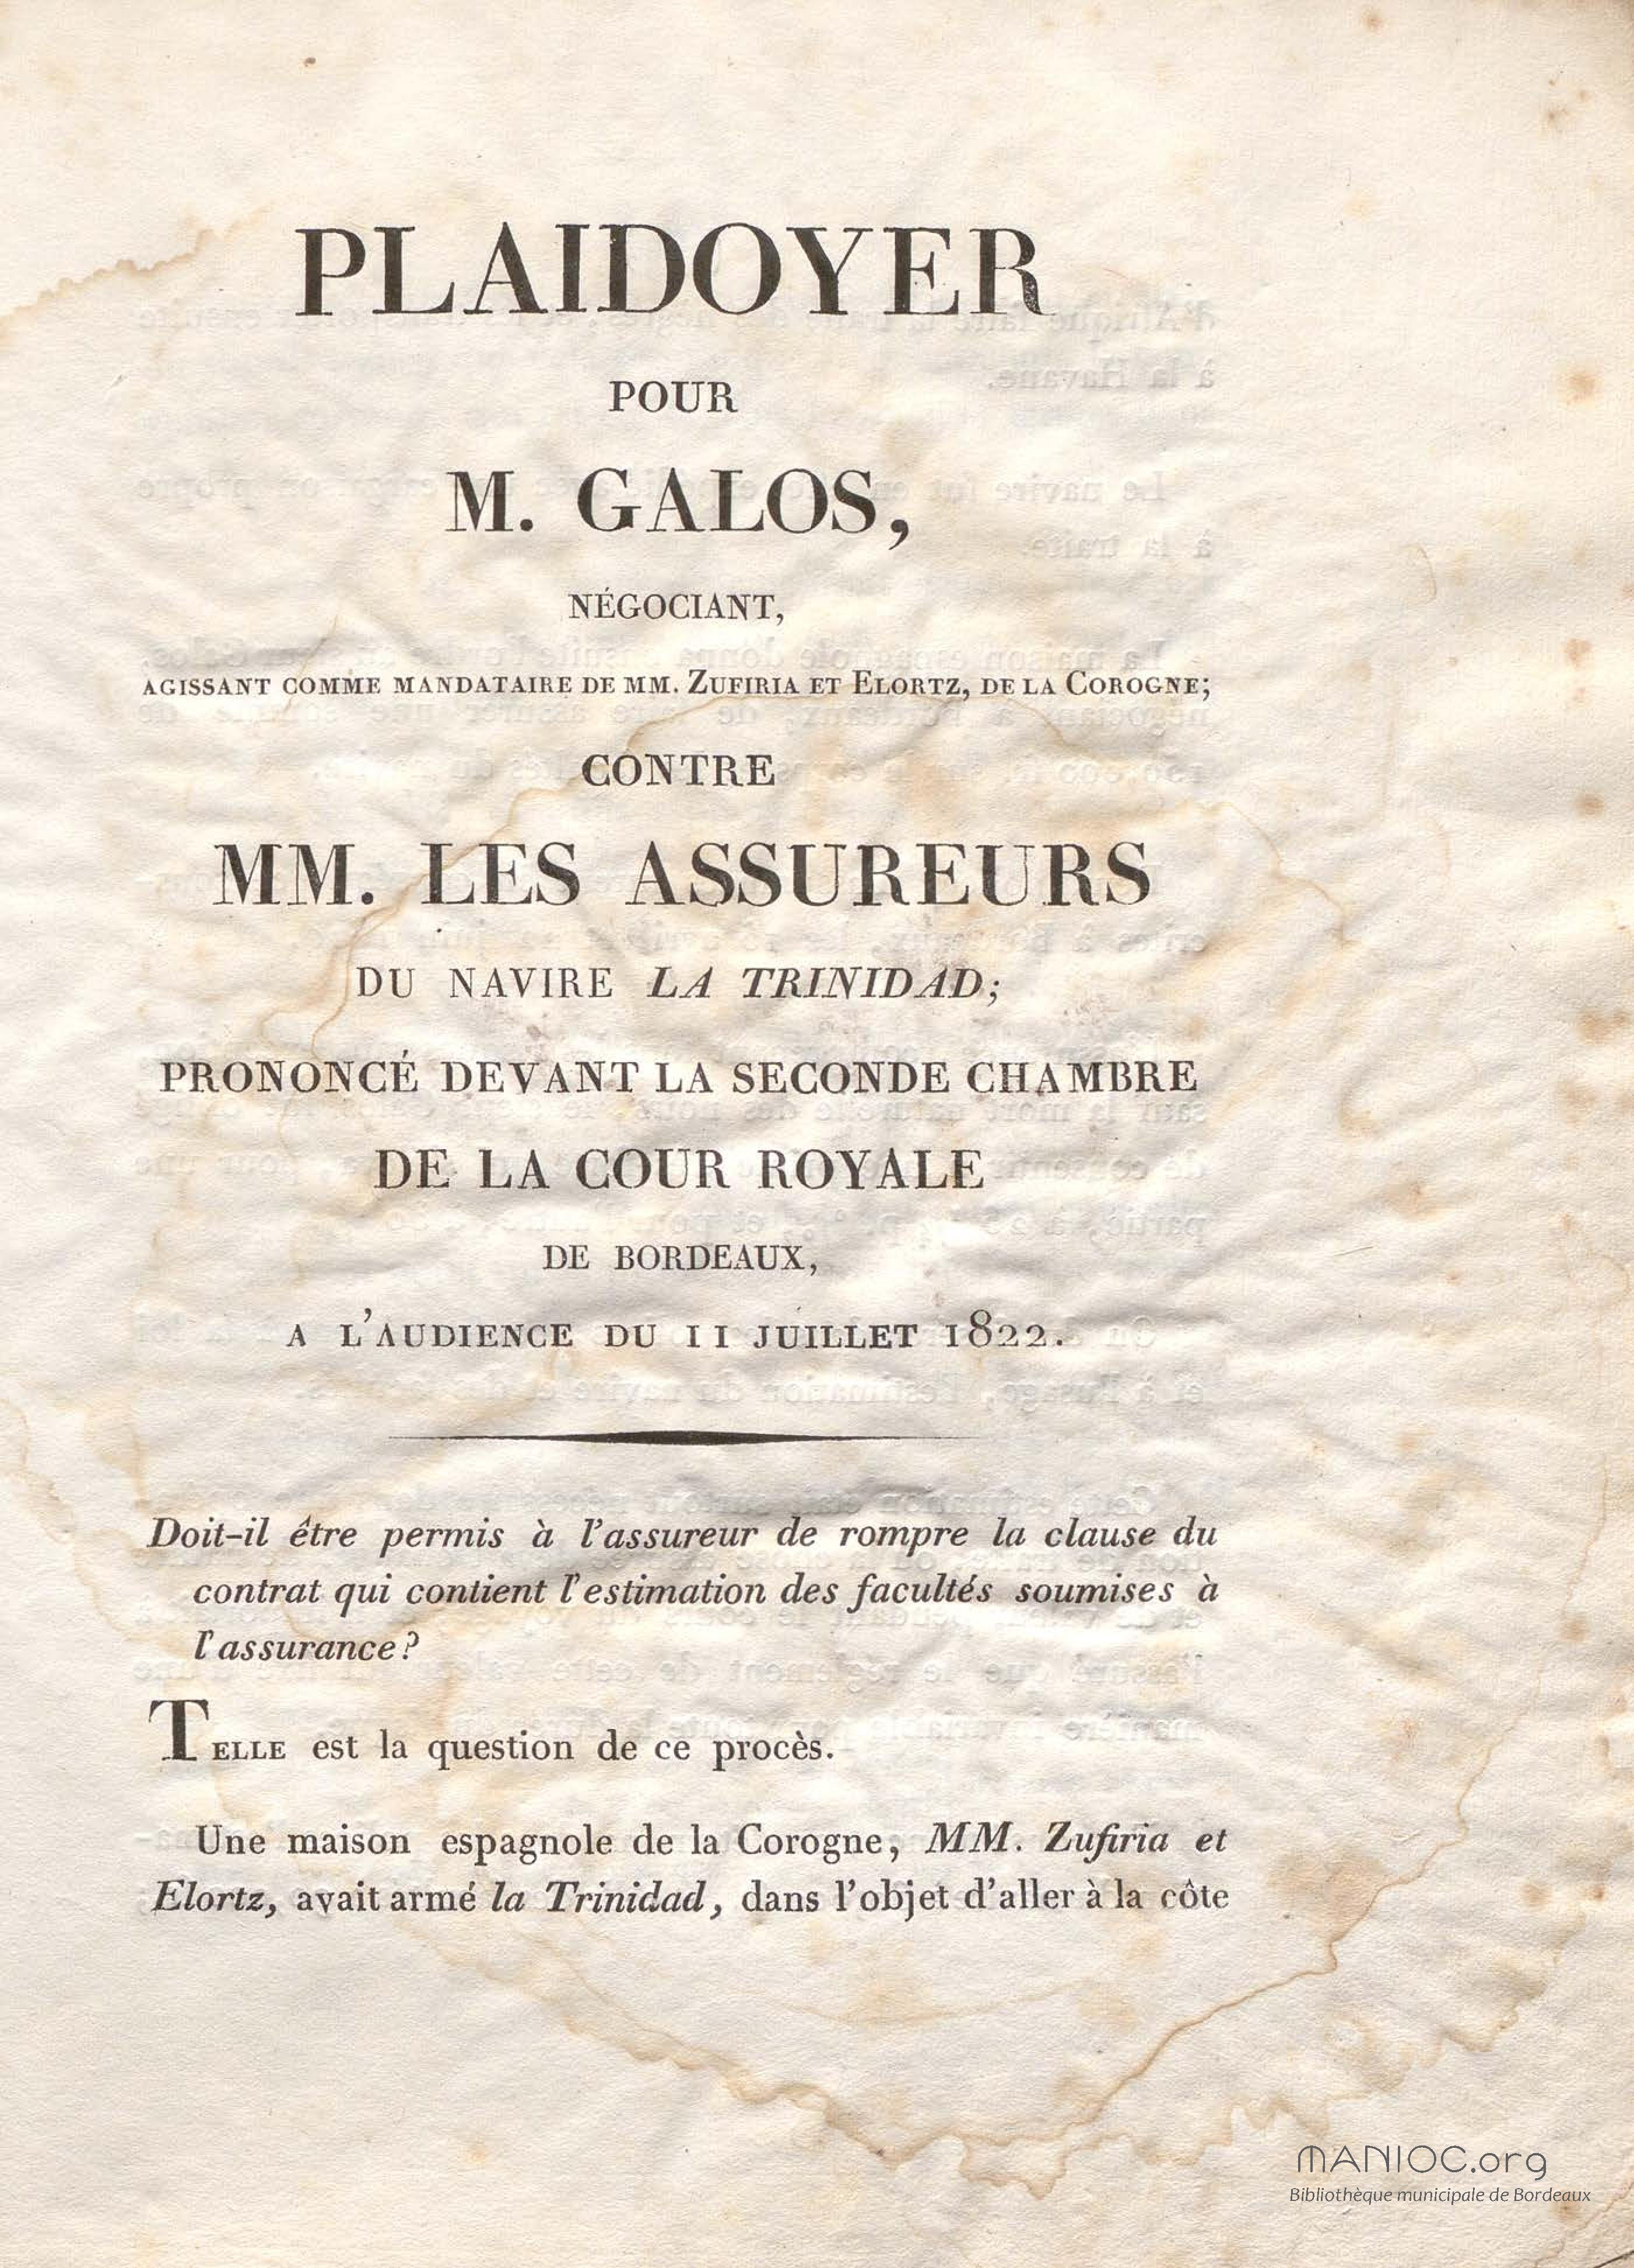 PLAIDOYER
POUR
M. GALOS,
NÉGOCIANT,
AGISSANT COMME MANDATAIRE DE MM. ZUFIRIA ET ELORTZ, DE LA COROGNE;
CONTRE
MM. LES ASSUREURS
DU NAVIRE LA TRINIDAD;
PRONONCÉ DEVANT LA SECONDE CHAMBRE
DE LA COUR ROYALE
DE BORDEAUX,
A L'AUDIENCE DU 11 JUILLET 1822.
Doit-il être permis à l'assureur de rompre la clause du
contrat qui contient l'estimation des facultés soumises à
l'assurance?
TELLE est la question de ce procès.
Une maison espagnole de la Corogne, MM. Zufiria et
Elortz, avait armé la Trinidad, dans l'objet d'aller à la côte
MANIOC.org
Bibliothèque municipale de Bordeaux